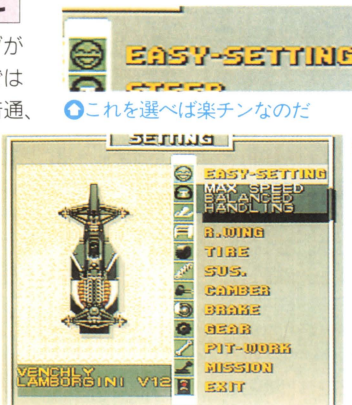 が
は
通、
EASY-SETTING
STEER
これを選べば楽チンなのだ
SETTING
EASY-SETTING
MAX SPEED
BALANCED
HANDLING
R.WING
TIRE
SUS.
CAMBER
BRAKE
GEAR
PIT-WORK
MISSION
EXIT
VENCHLY
LAMBORGINI V12